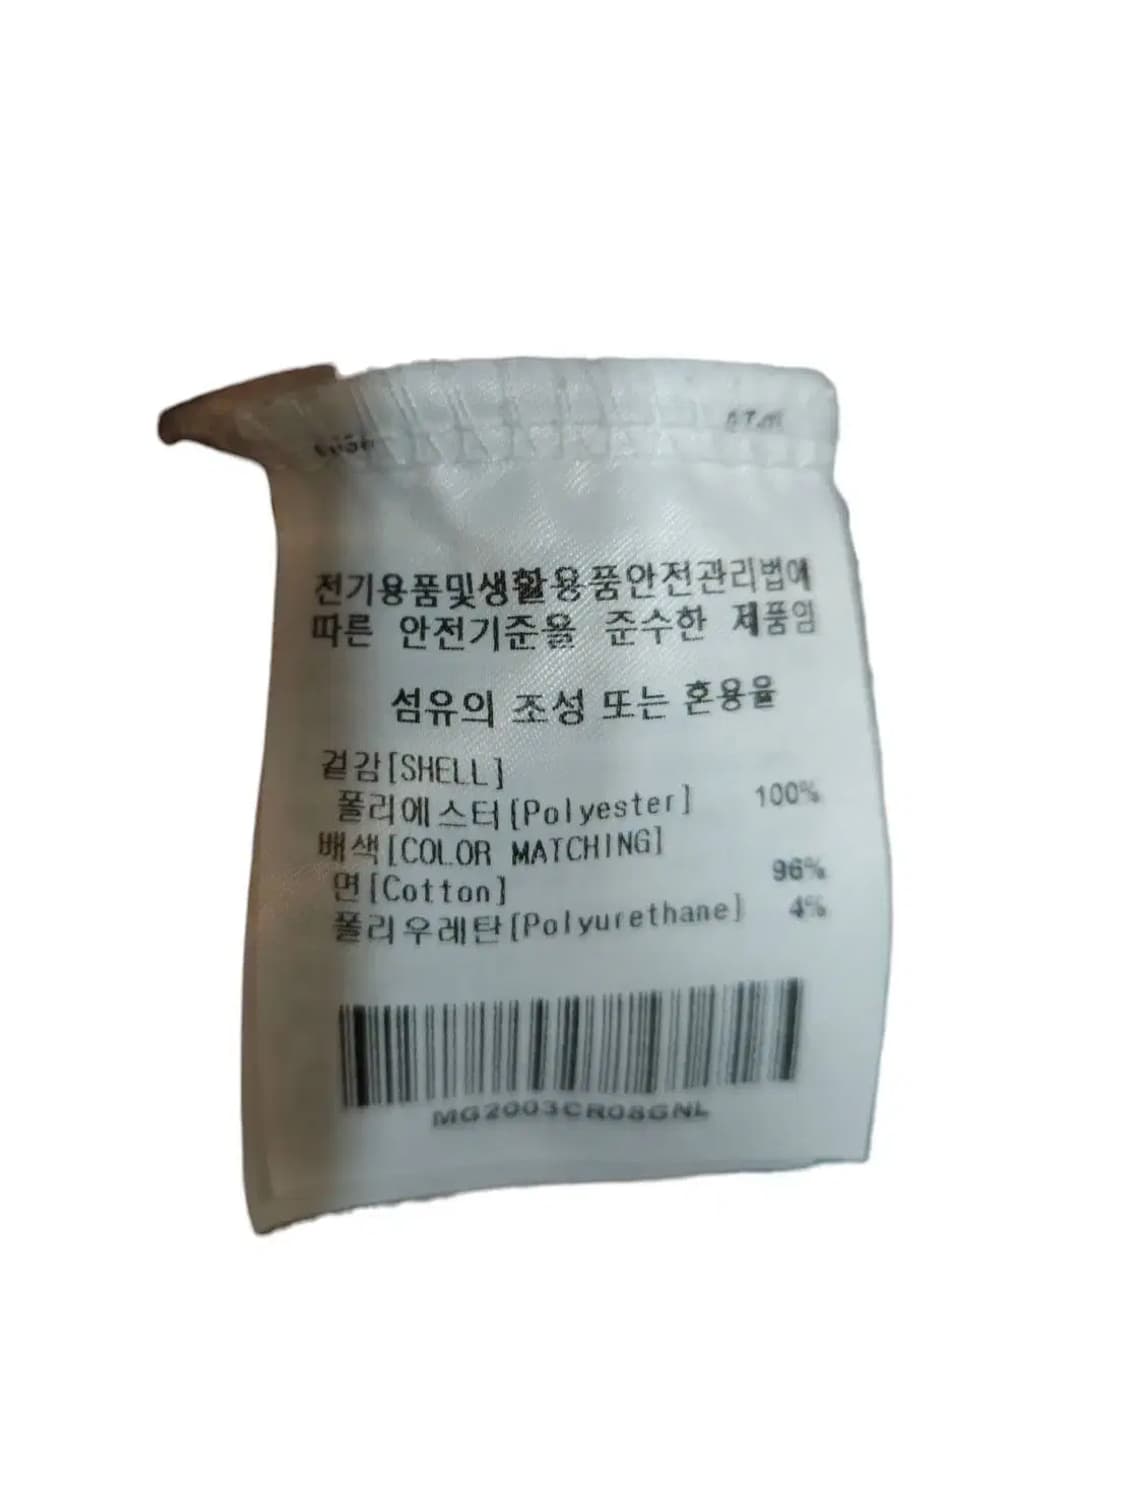 전기용품및생활용품안전관리법에
따른 안전기준을 준수한 제품임
섬유의 조성 또는 혼용율
겉감[SHELL]
폴리에스터[Polyester] 100%
배색[COLOR MATCHING]
면[Cotton] 96%
폴리우레탄[Polyurethane] 4%
MG2003CR08GNL